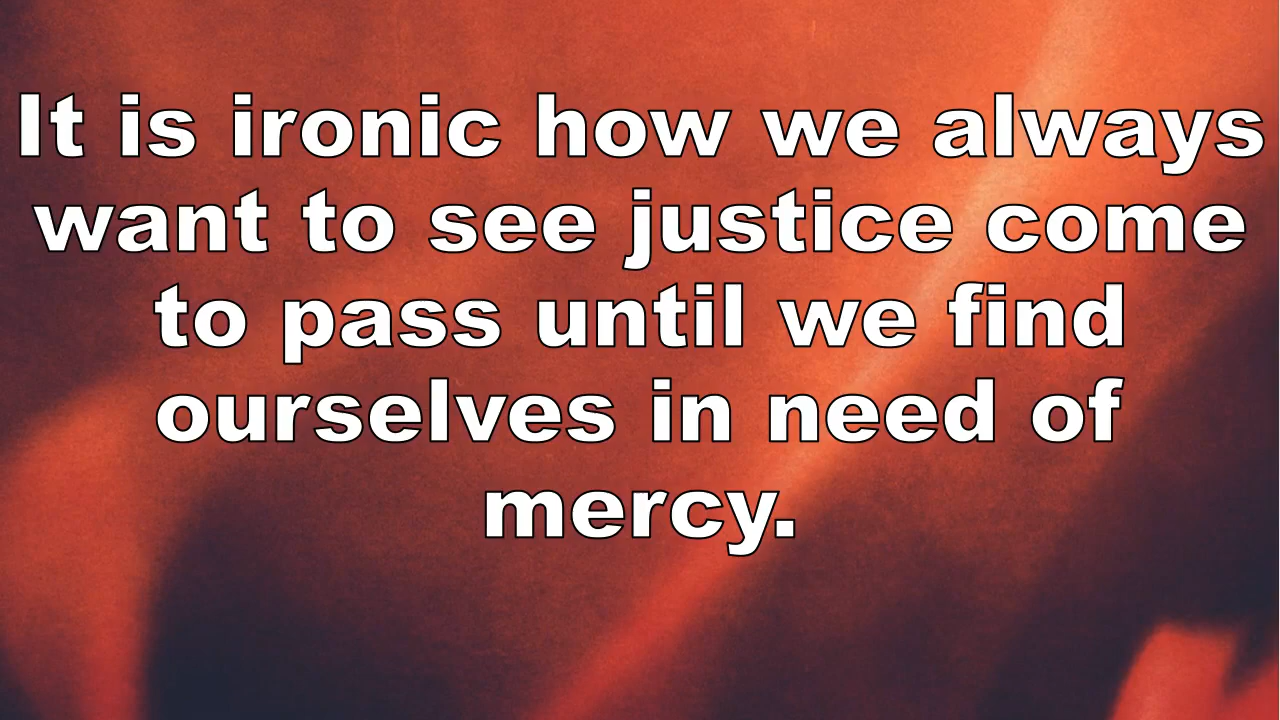 It is ironic how we always
want to see justice come
to pass until we find
ourselves in need of
mercy.